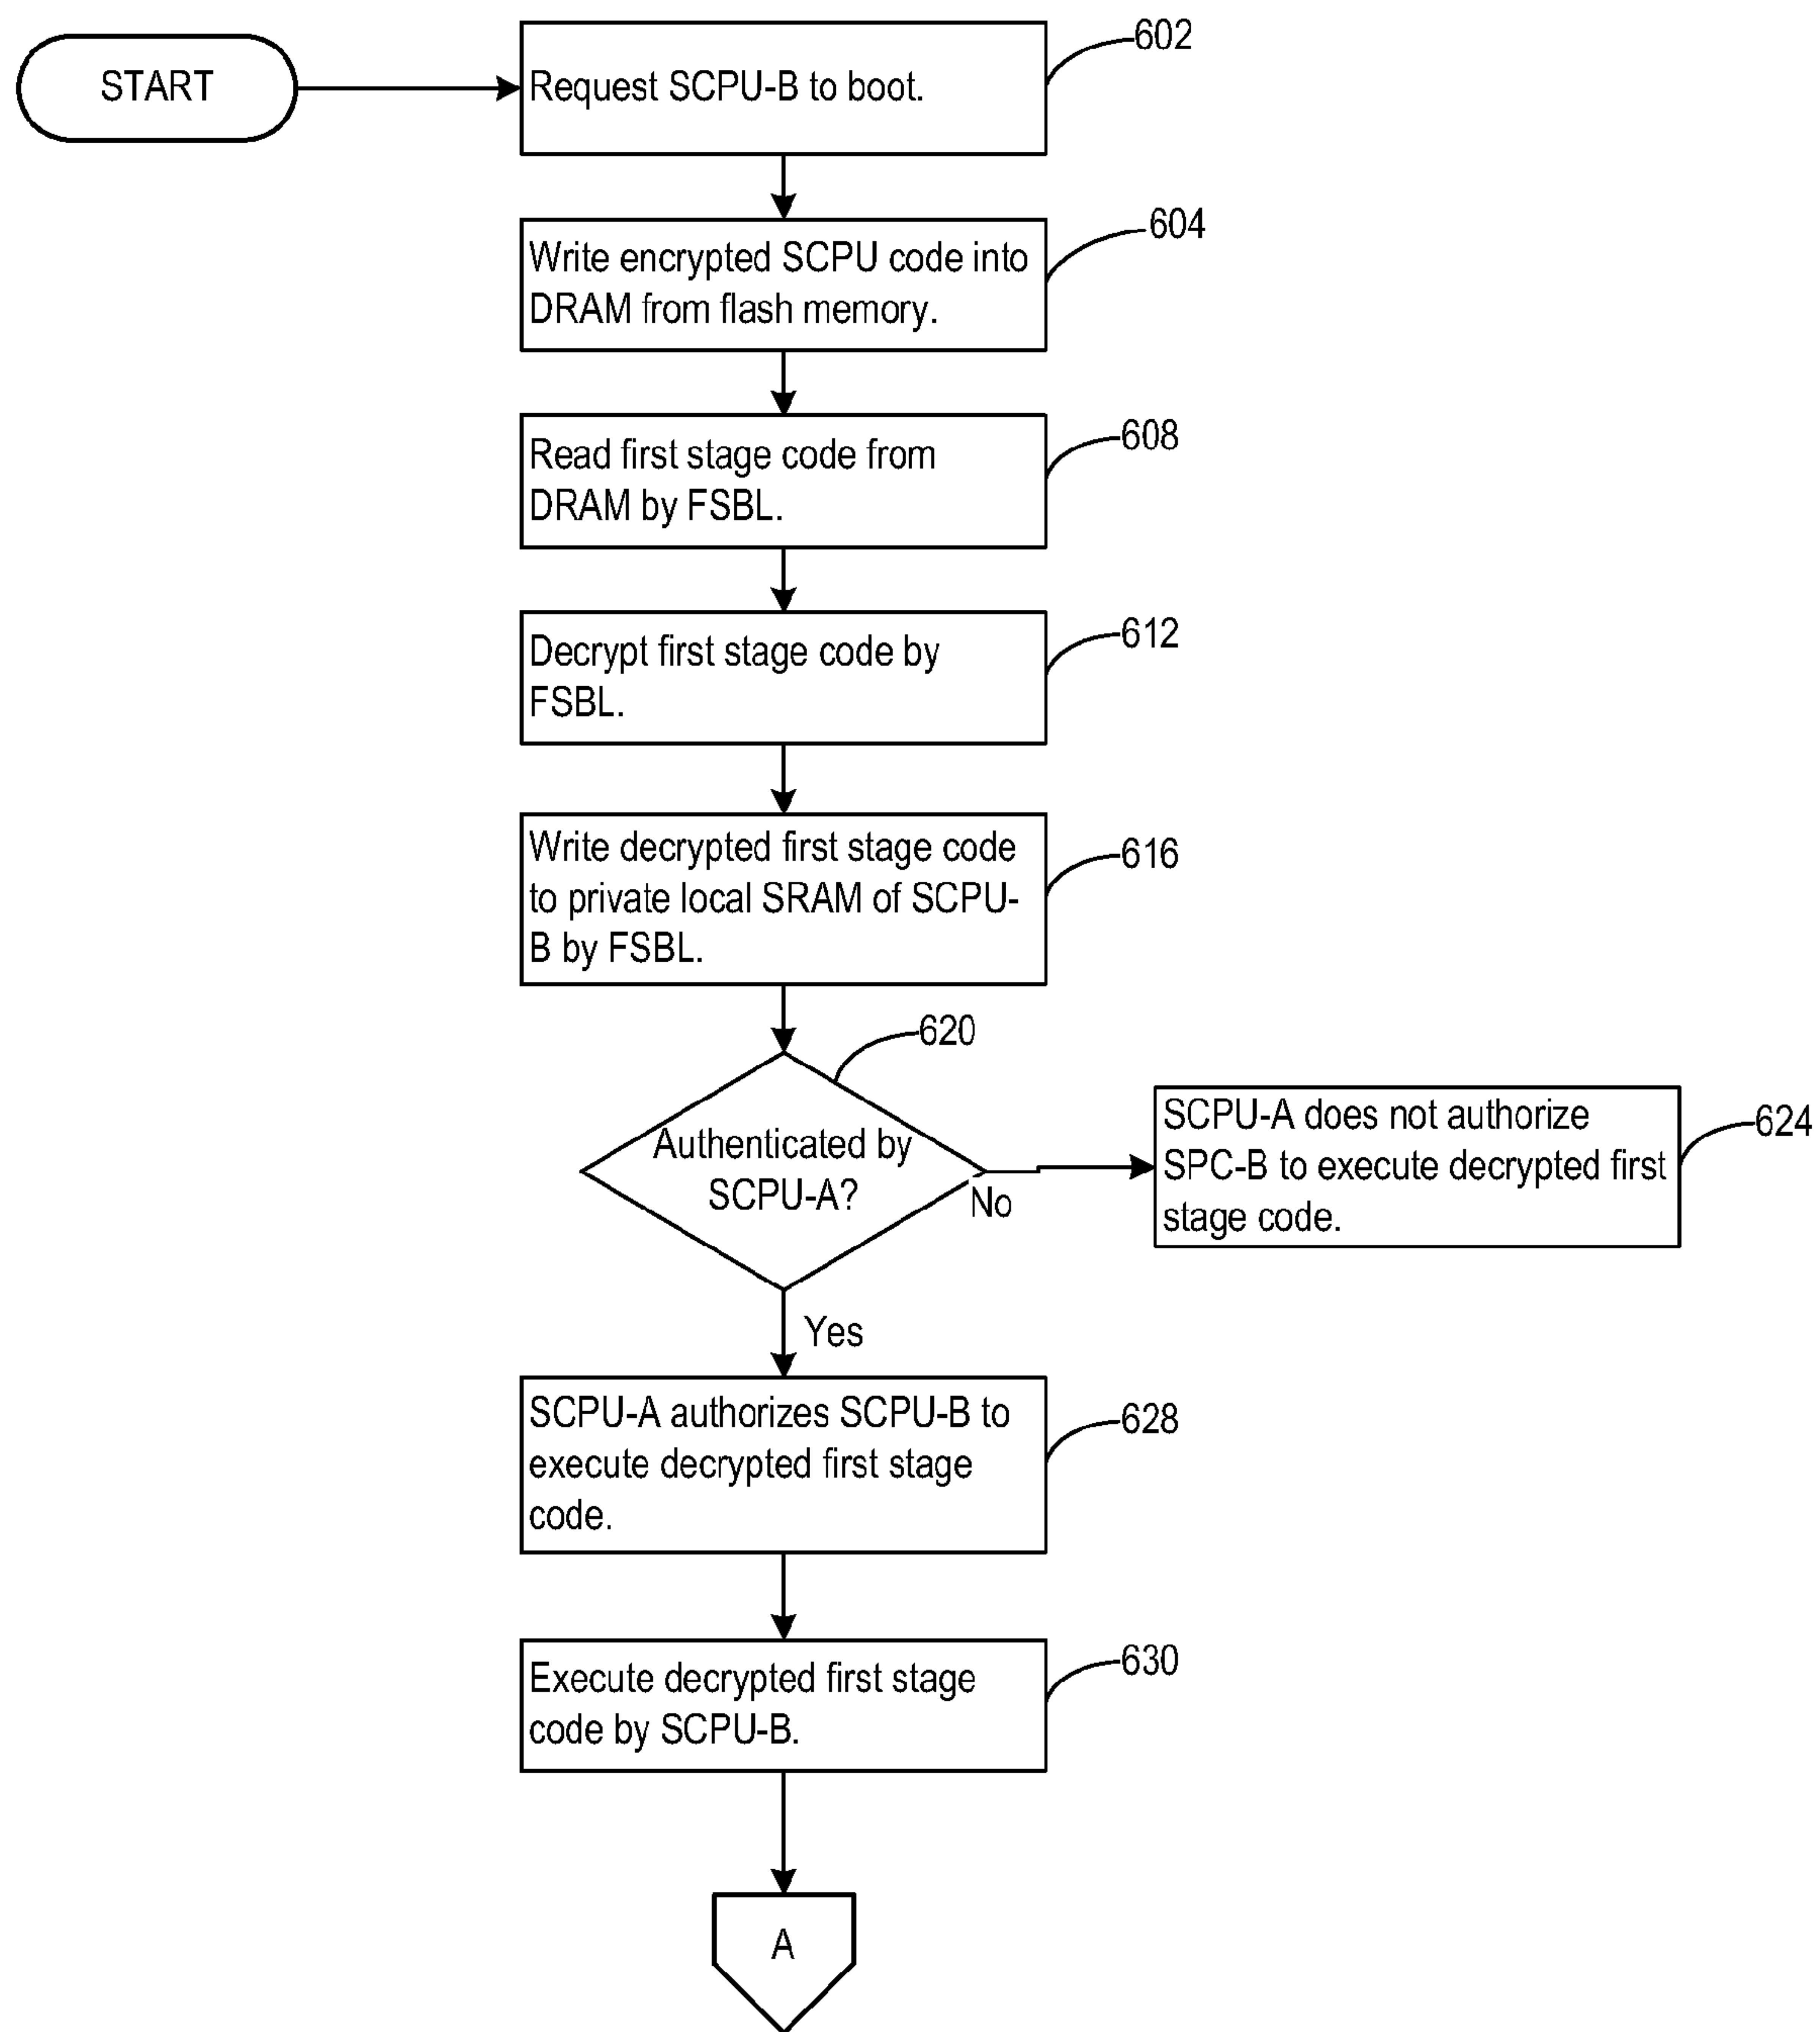 START
Request SCPU-B to boot.
602
Write encrypted SCPU code into
DRAM from flash memory.
604
Read first stage code from
DRAM by FSBL.
608
Decrypt first stage code by
FSBL.
612
Write decrypted first stage code
to private local SRAM of SCPU-
B by FSBL.
616
620
Authenticated by
SCPU-A?
No
SCPU-A does not authorize
SPC-B to execute decrypted first
stage code.
624
Yes
SCPU-A authorizes SCPU-B to
execute decrypted first stage
code.
628
Execute decrypted first stage
code by SCPU-B.
630
A